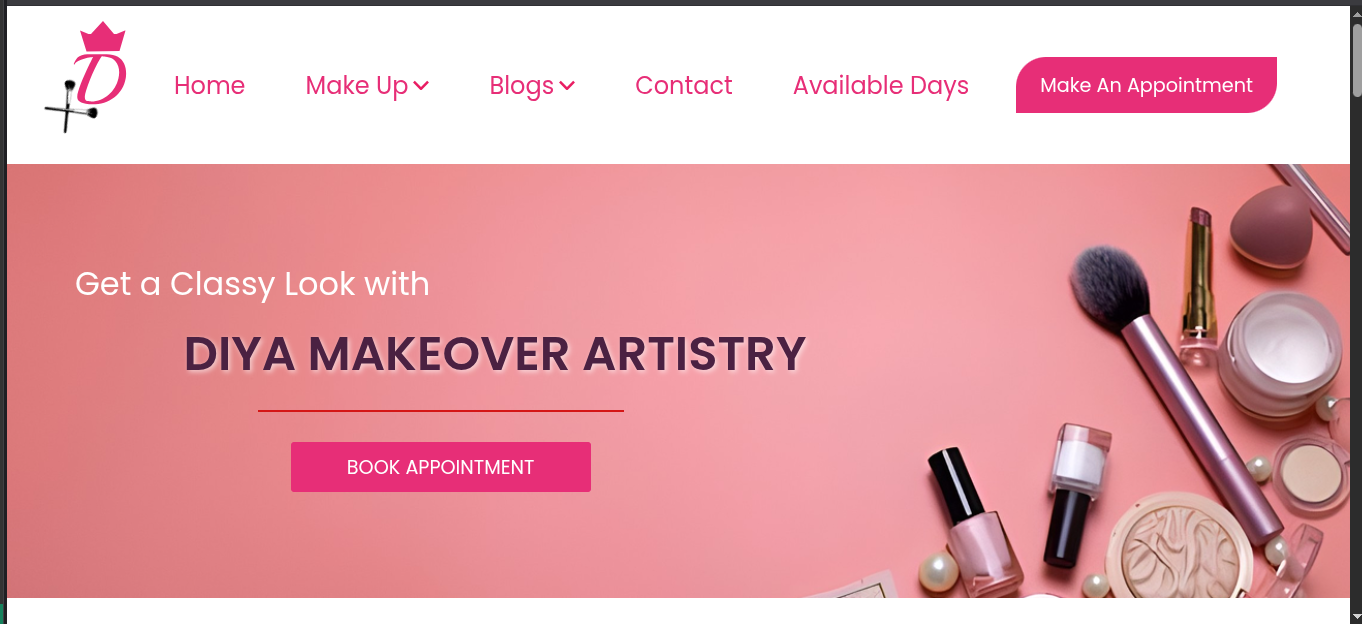 D
Home Make Up Blogs Contact Available Days Make An Appointment
Get a Classy Look with
DIYA MAKEOVER ARTISTRY
BOOK APPOINTMENT